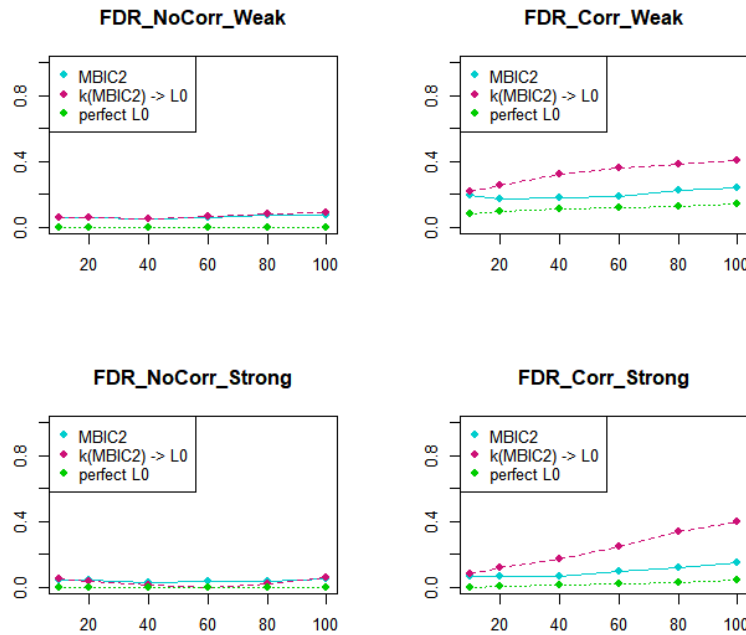 FDR_NoCorr_Weak
MBIC2
k(MBIC2) -> L0
perfect L0
0.0 0.4 0.8
20 40 60 80 100
FDR_Corr_Weak
MBIC2
k(MBIC2) -> L0
perfect L0
0.0 0.4 0.8
20 40 60 80 100
FDR_NoCorr_Strong
MBIC2
k(MBIC2) -> L0
perfect L0
0.0 0.4 0.8
20 40 60 80 100
FDR_Corr_Strong
MBIC2
k(MBIC2) -> L0
perfect L0
0.0 0.4 0.8
20 40 60 80 100